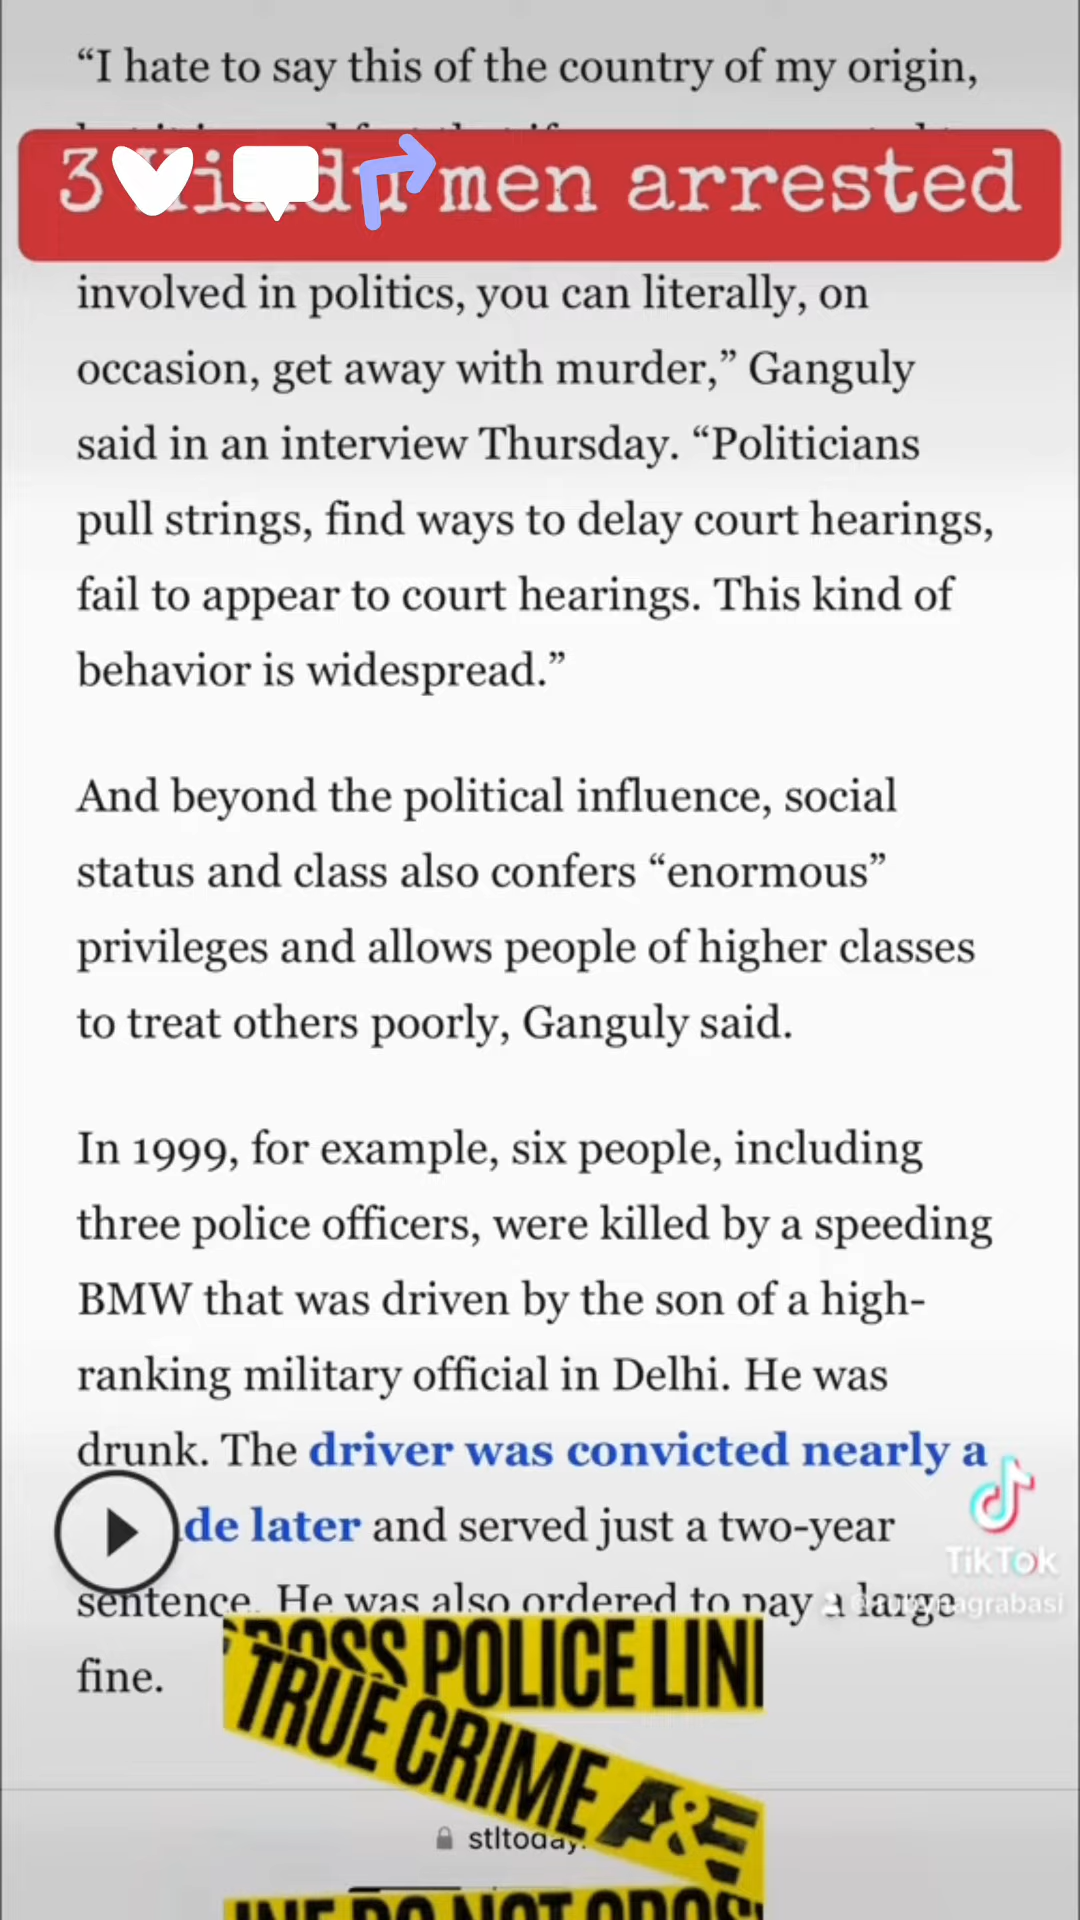 “I hate to say this of the country of my origin,
3 Hindu men arrested
involved in politics, you can literally, on
occasion, get away with murder,” Ganguly
said in an interview Thursday. “Politicians
pull strings, find ways to delay court hearings,
fail to appear to court hearings. This kind of
behavior is widespread.”
And beyond the political influence, social
status and class also confers “enormous”
privileges and allows people of higher classes
to treat others poorly, Ganguly said.
In 1999, for example, six people, including
three police officers, were killed by a speeding
BMW that was driven by the son of a high-
ranking military official in Delhi. He was
drunk. The driver was convicted nearly a
de later and served just a two-year
sentence. He was also ordered to pay a large
fine.
TikTok
POLICE LIN
TRUE CRIME A&E
stltoday.
DO NOT